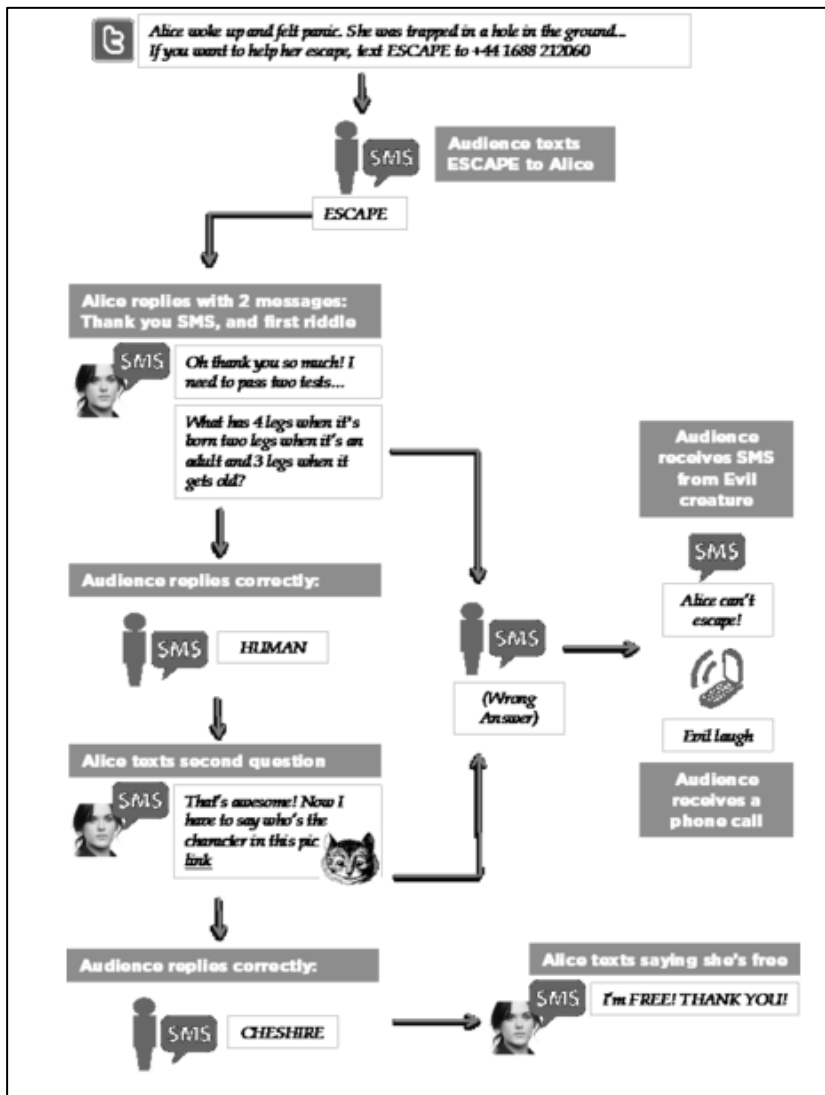 t
Alice woke up and felt panic. She was trapped in a hole in the ground...
If you want to help her escape, text ESCAPE to +44 1688 212060
SMS
Audience texts
ESCAPE to Alice
ESCAPE
Alice replies with 2 messages:
Thank you SMS, and first riddle
SMS
Oh thank you so much! I
need to pass two tests...
What has 4 legs when it's
born two legs when it's an
adult and 3 legs when it
gets old?
Audience replies correctly:
SMS
HUMAN
Alice texts second question
SMS
That's awesome! Now I
have to say who's the
character in this pic
link
Audience replies correctly:
SMS
CHESHIRE
SMS
(Wrong
Answer)
Audience
receives SMS
from Evil
creature
SMS
Alice can't
escape!
Evil laugh
Audience
receives a
phone call
Alice texts saying she's free
SMS
I'm FREE! THANK YOU!